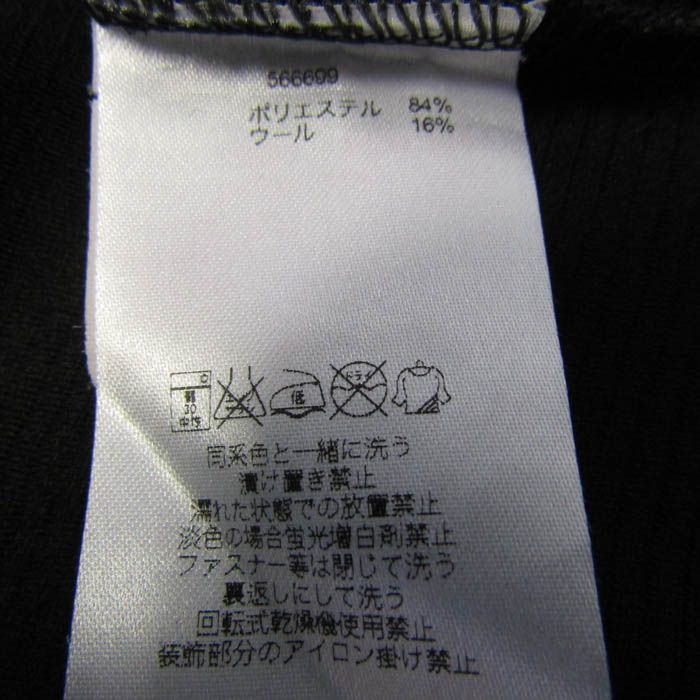 566699
ポリエステル 84%
ウール 16%
弱 低 ドライ
30
中性
同系色と一緒に洗う
漬け置き禁止
濡れた状態での放置禁止
淡色の場合蛍光増白剤禁止
ファスナー等は閉じて洗う
裏返しにして洗う
回転式乾燥機使用禁止
装飾部分のアイロン掛け禁止